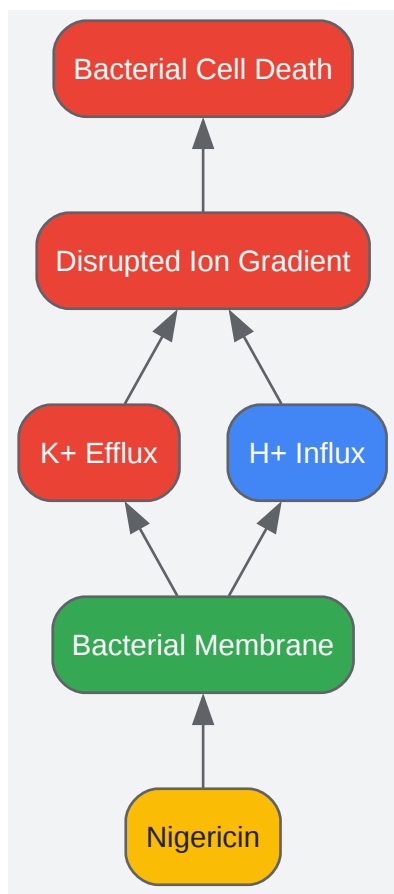 Bacterial Cell Death
Disrupted Ion Gradient
K+ Efflux
H+ Influx
Bacterial Membrane
Nigericin